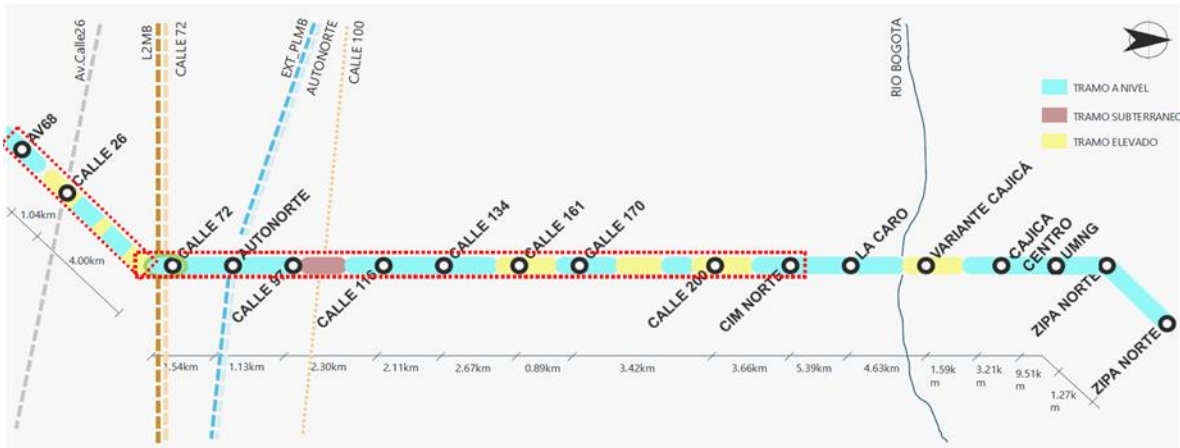 Av.Calle26
L2MB
CALLE 72
EXT_PLMB
AUTONORTE
CALLE 100
RIO BOGOTA
TRAMO A NIVEL
TRAMO SUBTERRANEO
TRAMO ELEVADO
AV68
CALLE 26
CALLE 72
AUTONORTE
CALLE 97
CALLE 116
CALLE 134
CALLE 161
CALLE 170
CALLE 200
CIM NORTE
LA CARO
VARIANTE CAJICÁ
CAJICA
CENTRO
UMNG
ZIPA NORTE
ZIPA NORTE
1.04km
4.00km
1.54km
1.13km
2.30km
2.11km
2.67km
0.89km
3.42km
3.66km
5.39km
4.63km
1.59k
m
3.21k
m
9.51k
m
1.27k
m